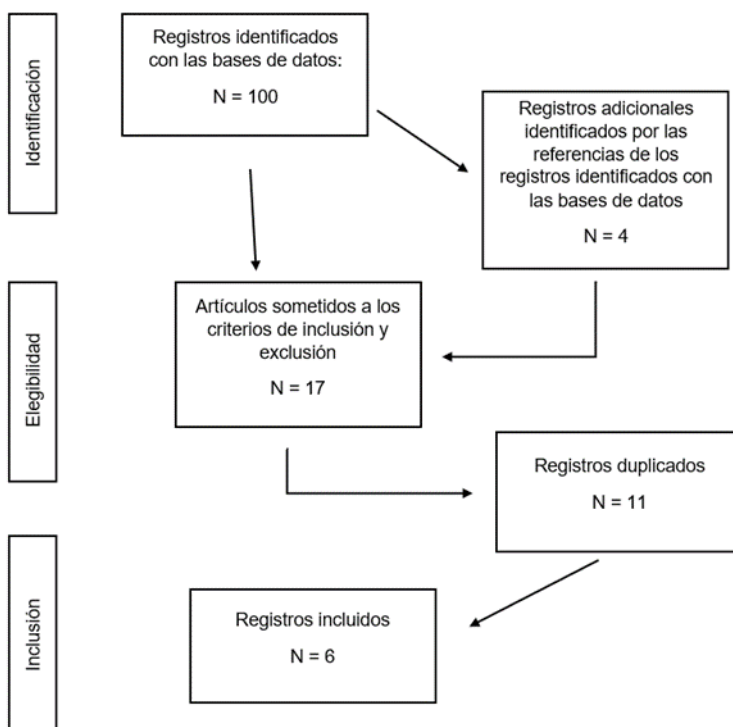 Identificación
Registros identificados
con las bases de datos:
N = 100
Registros adicionales
identificados por las
referencias de los
registros identificados con
las bases de datos
N = 4
Elegibilidad
Artículos sometidos a los
criterios de inclusión y
exclusión
N = 17
Registros duplicados
N = 11
Inclusión
Registros incluidos
N = 6